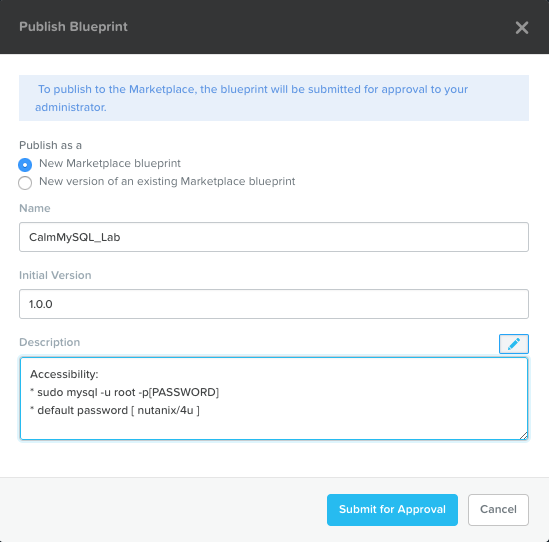 Publish Blueprint
To publish to the Marketplace, the blueprint will be submitted for approval to your
administrator.
Publish as a
New Marketplace blueprint
New version of an existing Marketplace blueprint
Name
CalmMySQL_Lab
Initial Version
1.0.0
Description
Accessibility:
* sudo mysql -u root -p[PASSWORD]
* default password [ nutanix/4u ]
Submit for Approval
Cancel